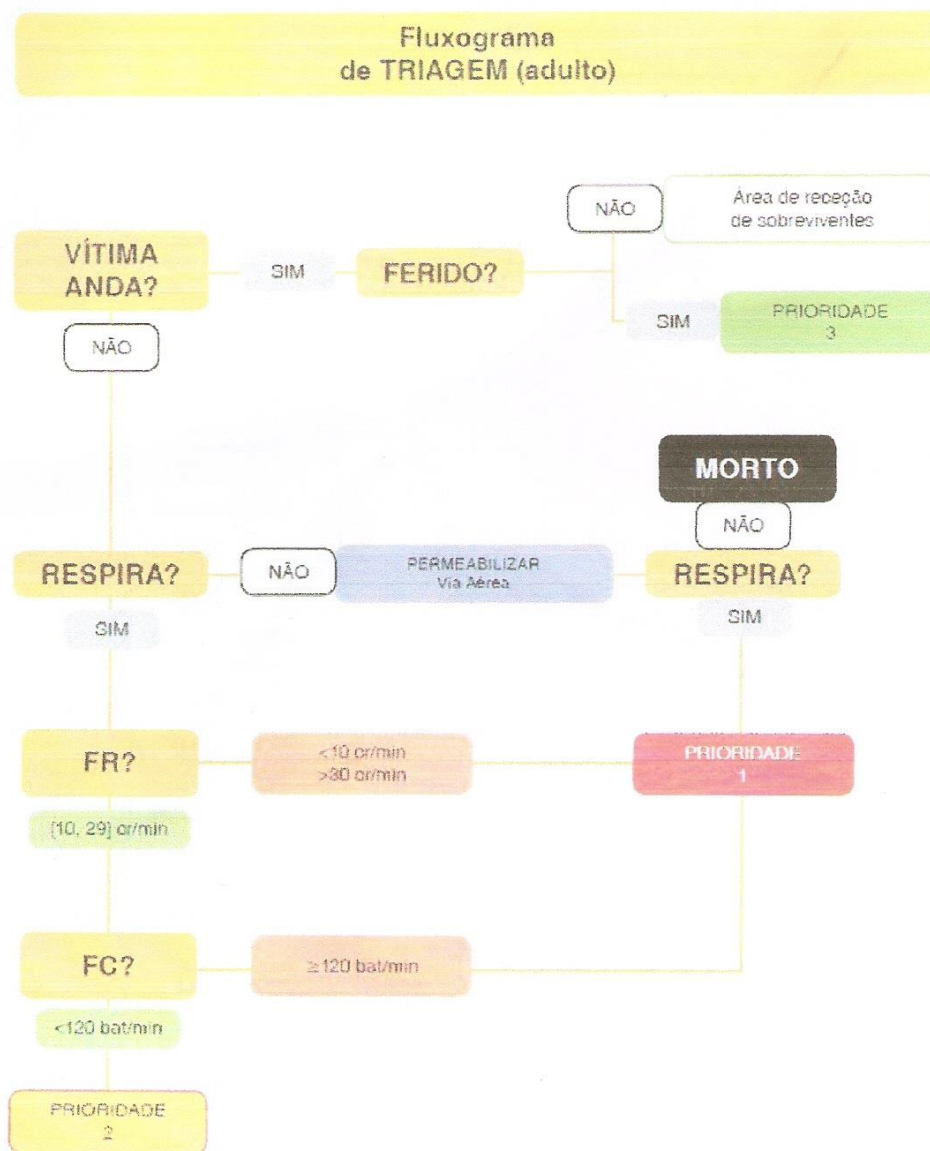 Fluxograma
de TRIAGEM (adulto)
NÃO
Área de receção
de sobreviventes
VÍTIMA
ANDA?
SIM
FERIDO?
SIM
PRIORIDADE
3
NÃO
MORTO
NÃO
RESPIRA?
NÃO
PERMEABILIZAR
Via Aérea
RESPIRA?
SIM
SIM
FR?
<10 cr/min
>30 cr/min
PRIORIDADE
1
[10, 29] cr/min
FC?
≥120 bat/min
<120 bat/min
PRIORIDADE
2